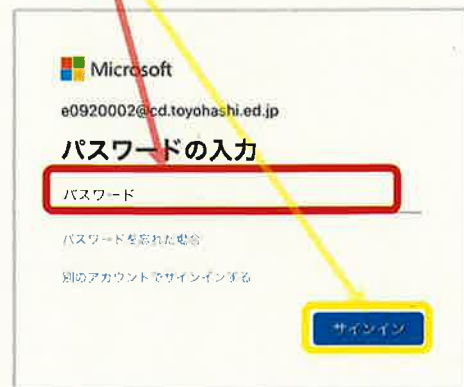 Microsoft
e0920002@cd.toyohashi.ed.jp
パスワードの入力
パスワード
パスワードを忘れた場合
別のアカウントでサインインする
サインイン